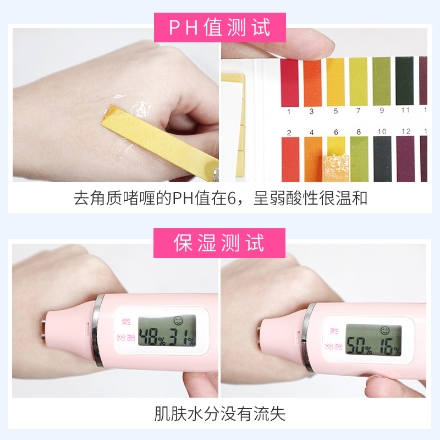 PH值测试
1 3 5 7 9 11
2 4 6 8 10 12
去角质啫喱的PH值在6，呈弱酸性很温和
保湿测试
48% 31%
50% 16%
肌肤水分没有流失